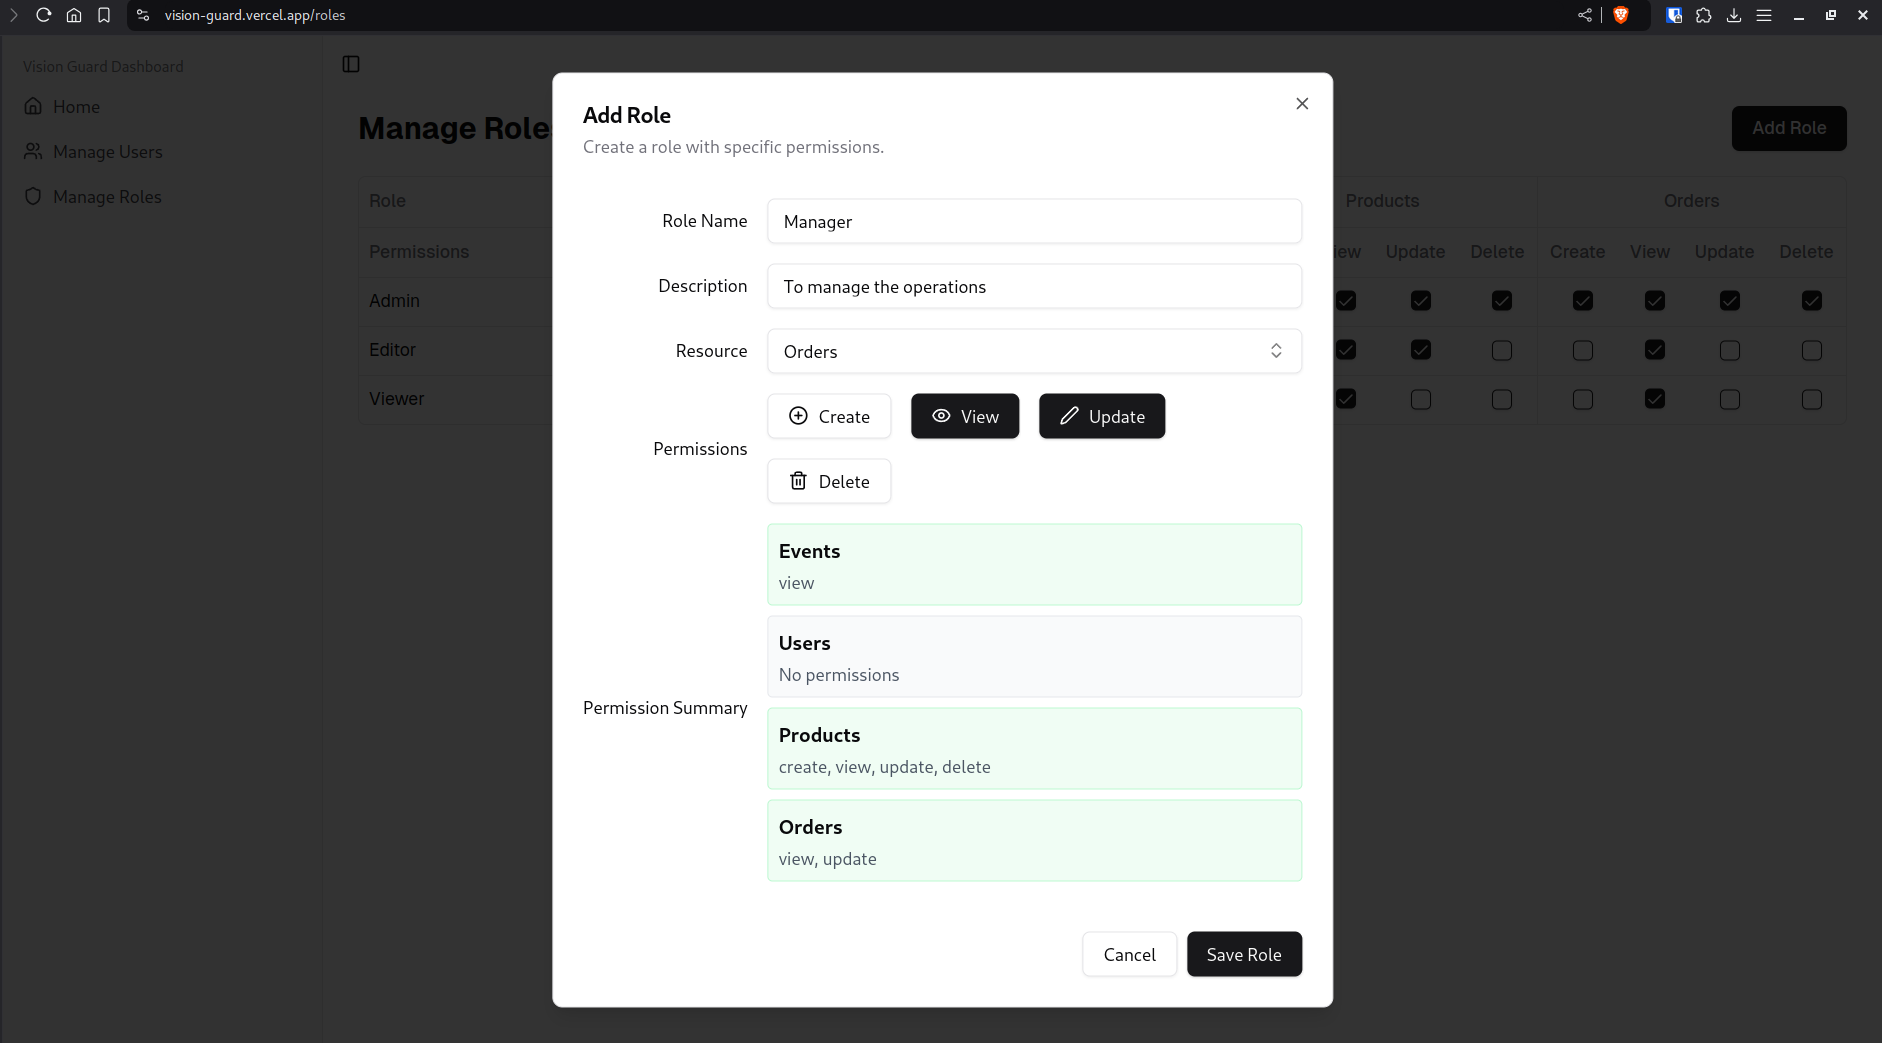 vision-guard.vercel.app/roles
Vision Guard Dashboard
Home
Manage Users
Manage Roles
Manage Roles
Add Role
Role
Products
Orders
Permissions
Update
Delete
Create
View
Update
Delete
Admin
Editor
Viewer
Add Role
Create a role with specific permissions.
Role Name
Manager
Description
To manage the operations
Resource
Orders
Permissions
Create
View
Update
Delete
Permission Summary
Events
view
Users
No permissions
Products
create, view, update, delete
Orders
view, update
Cancel
Save Role